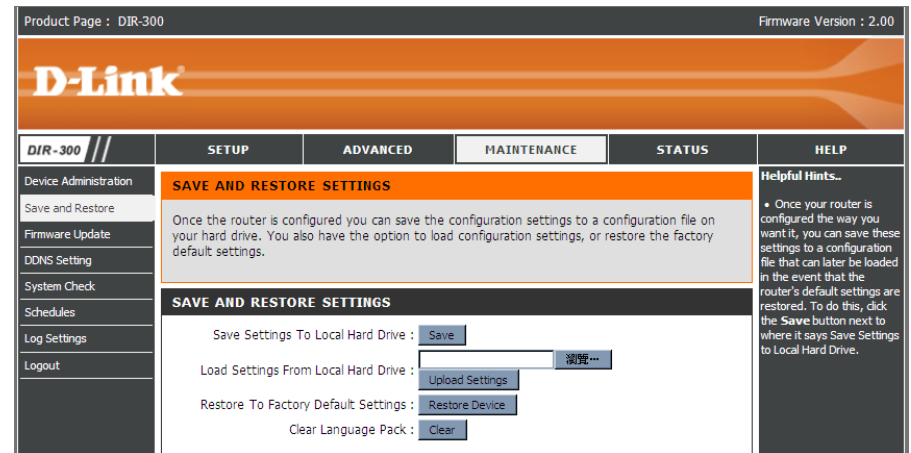 Product Page : DIR-300
Firmware Version : 2.00
D-Link
DIR-300
SETUP
ADVANCED
MAINTENANCE
STATUS
HELP
Device Administration
Save and Restore
Firmware Update
DDNS Setting
System Check
Schedules
Log Settings
Logout
SAVE AND RESTORE SETTINGS
Once the router is configured you can save the configuration settings to a configuration file on
your hard drive. You also have the option to load configuration settings, or restore the factory
default settings.
SAVE AND RESTORE SETTINGS
Save Settings To Local Hard Drive : Save
Load Settings From Local Hard Drive : 瀏覽...
Upload Settings
Restore To Factory Default Settings : Restore Device
Clear Language Pack : Clear
Helpful Hints..
• Once your router is
configured the way you
want it, you can save these
settings to a configuration
file that can later be loaded
in the event that the
router's default settings are
restored. To do this, click
the Save button next to
where it says Save Settings
to Local Hard Drive.